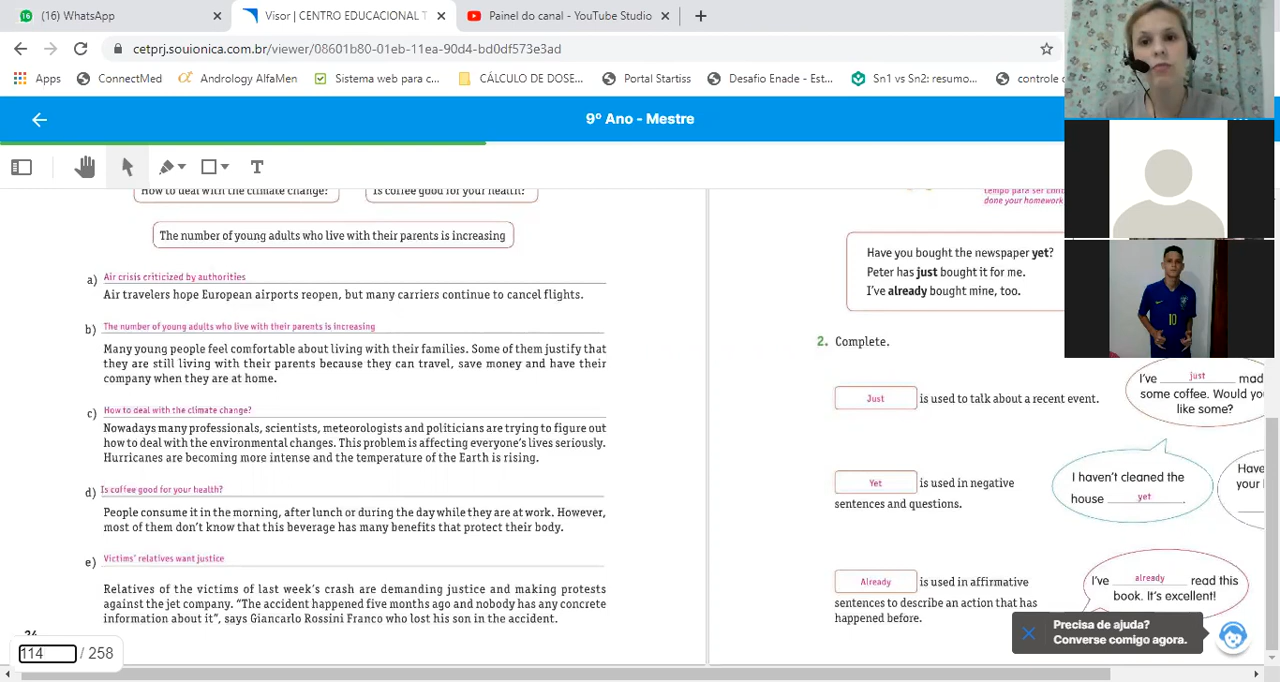 (16) WhatsApp
Visor | CENTRO EDUCACIONAL T
Painel do canal - YouTube Studio
cetprj.souionica.com.br/viewer/08601b80-01eb-11ea-90d4-bd0df573e3ad
Apps
ConnectMed
Andrology AlfaMen
Sistema web para c...
CÁLCULO DE DOSE...
Portal Startiss
Desafio Enade - Est...
Sn1 vs Sn2: resumo...
controle
9º Ano - Mestre
How to deal with the climate change?
Is coffee good for your health?
The number of young adults who live with their parents is increasing
a) Air crisis criticized by authorities
Air travelers hope European airports reopen, but many carriers continue to cancel flights.
b) The number of young adults who live with their parents is increasing
Many young people feel comfortable about living with their families. Some of them justify that
they are still living with their parents because they can travel, save money and have their
company when they are at home.
c) How to deal with the climate change?
Nowadays many professionals, scientists, meteorologists and politicians are trying to figure out
how to deal with the environmental changes. This problem is affecting everyone's lives seriously.
Hurricanes are becoming more intense and the temperature of the Earth is rising.
d) Is coffee good for your health?
People consume it in the morning, after lunch or during the day while they are at work. However,
most of them don't know that this beverage has many benefits that protect their body.
e) Victims' relatives want justice
Relatives of the victims of last week's crash are demanding justice and making protests
against the jet company. "The accident happened five months ago and nobody has any concrete
information about it", says Giancarlo Rossini Franco who lost his son in the accident.
114 / 258
tempo para ser
done your homework
Have you bought the newspaper yet?
Peter has just bought it for me.
I've already bought mine, too.
2. Complete.
Just is used to talk about a recent event.
I've just mad
some coffee. Would you
like some?
Yet is used in negative
sentences and questions.
I haven't cleaned the
house yet.
Have
your
Already is used in affirmative
sentences to describe an action that has
happened before.
I've already read this
book. It's excellent!
Precisa de ajuda?
Converse comigo agora.
10